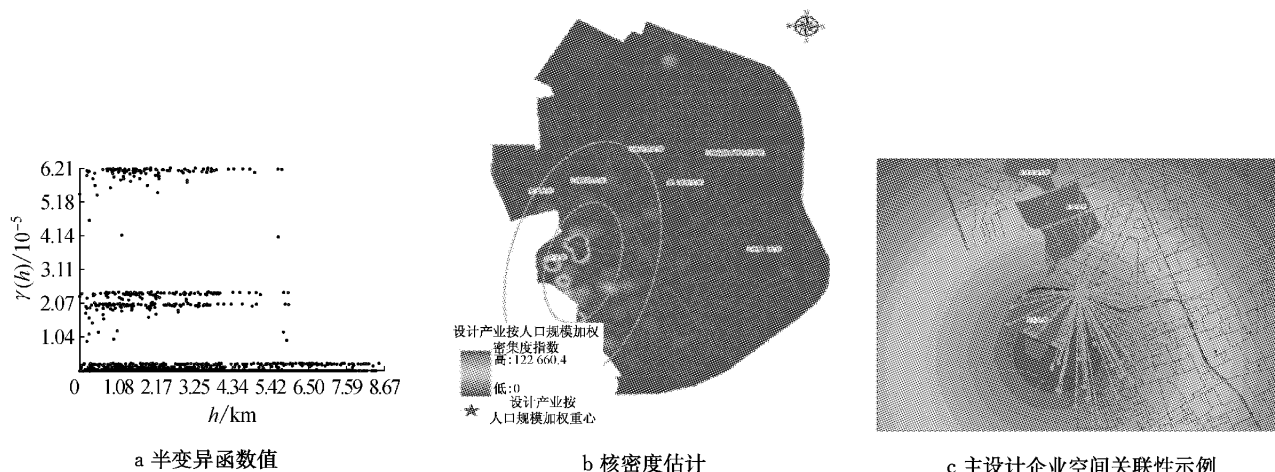 6.21
5.18
4.14
3.11
2.07
1.04
γ(h)/10⁻⁵
0 1.08 2.17 3.25 4.34 5.42 6.50 7.59 8.67
h/km
a 半变异函数值
设计产业按人口规模加权
密集度指数
高:122 660.4
低:0
设计产业按
人口规模加权重心
b 核密度估计
c 主设计企业空间关联性示例